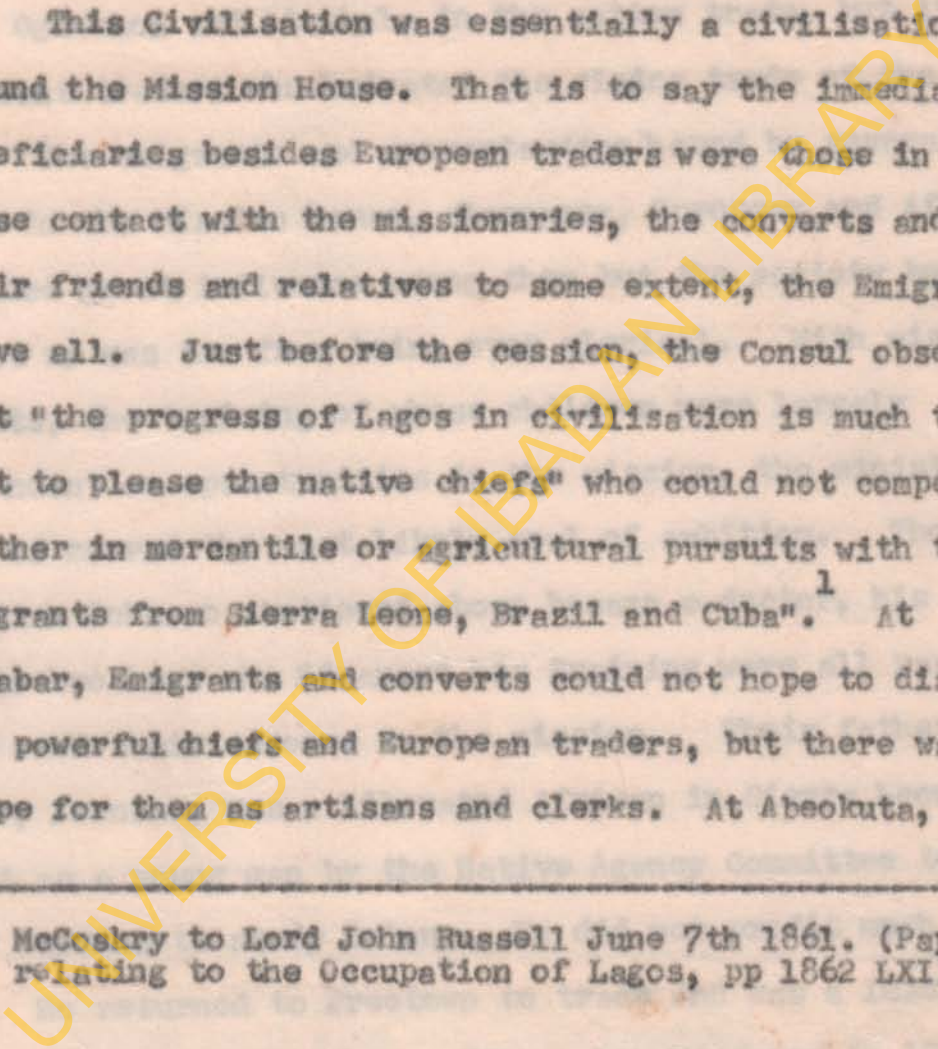 This Civilisation was essentially a civilisatio
und the Mission House. That is to say the immedia
eficiaries besides European traders were those in
se contact with the missionaries, the converts and
ir friends and relatives to some extent, the Emigr
ve all. Just before the cession, the Consul obse
t "the progress of Lagos in civilisation is much t
t to please the native chiefs" who could not compe
ther in mercantile or agricultural pursuits with t
grants from Sierra Leone, Brazil and Cuba".1 At
abar, Emigrants and converts could not hope to di
powerful chiefs and European traders, but there w
pe for them as artisans and clerks. At Abeokuta,
McCoskry to Lord John Russell June 7th 1861. (Pap
relating to the Occupation of Lagos, pp 1862 LXI
UNIVERSITY OF IBADAN LIBRARY